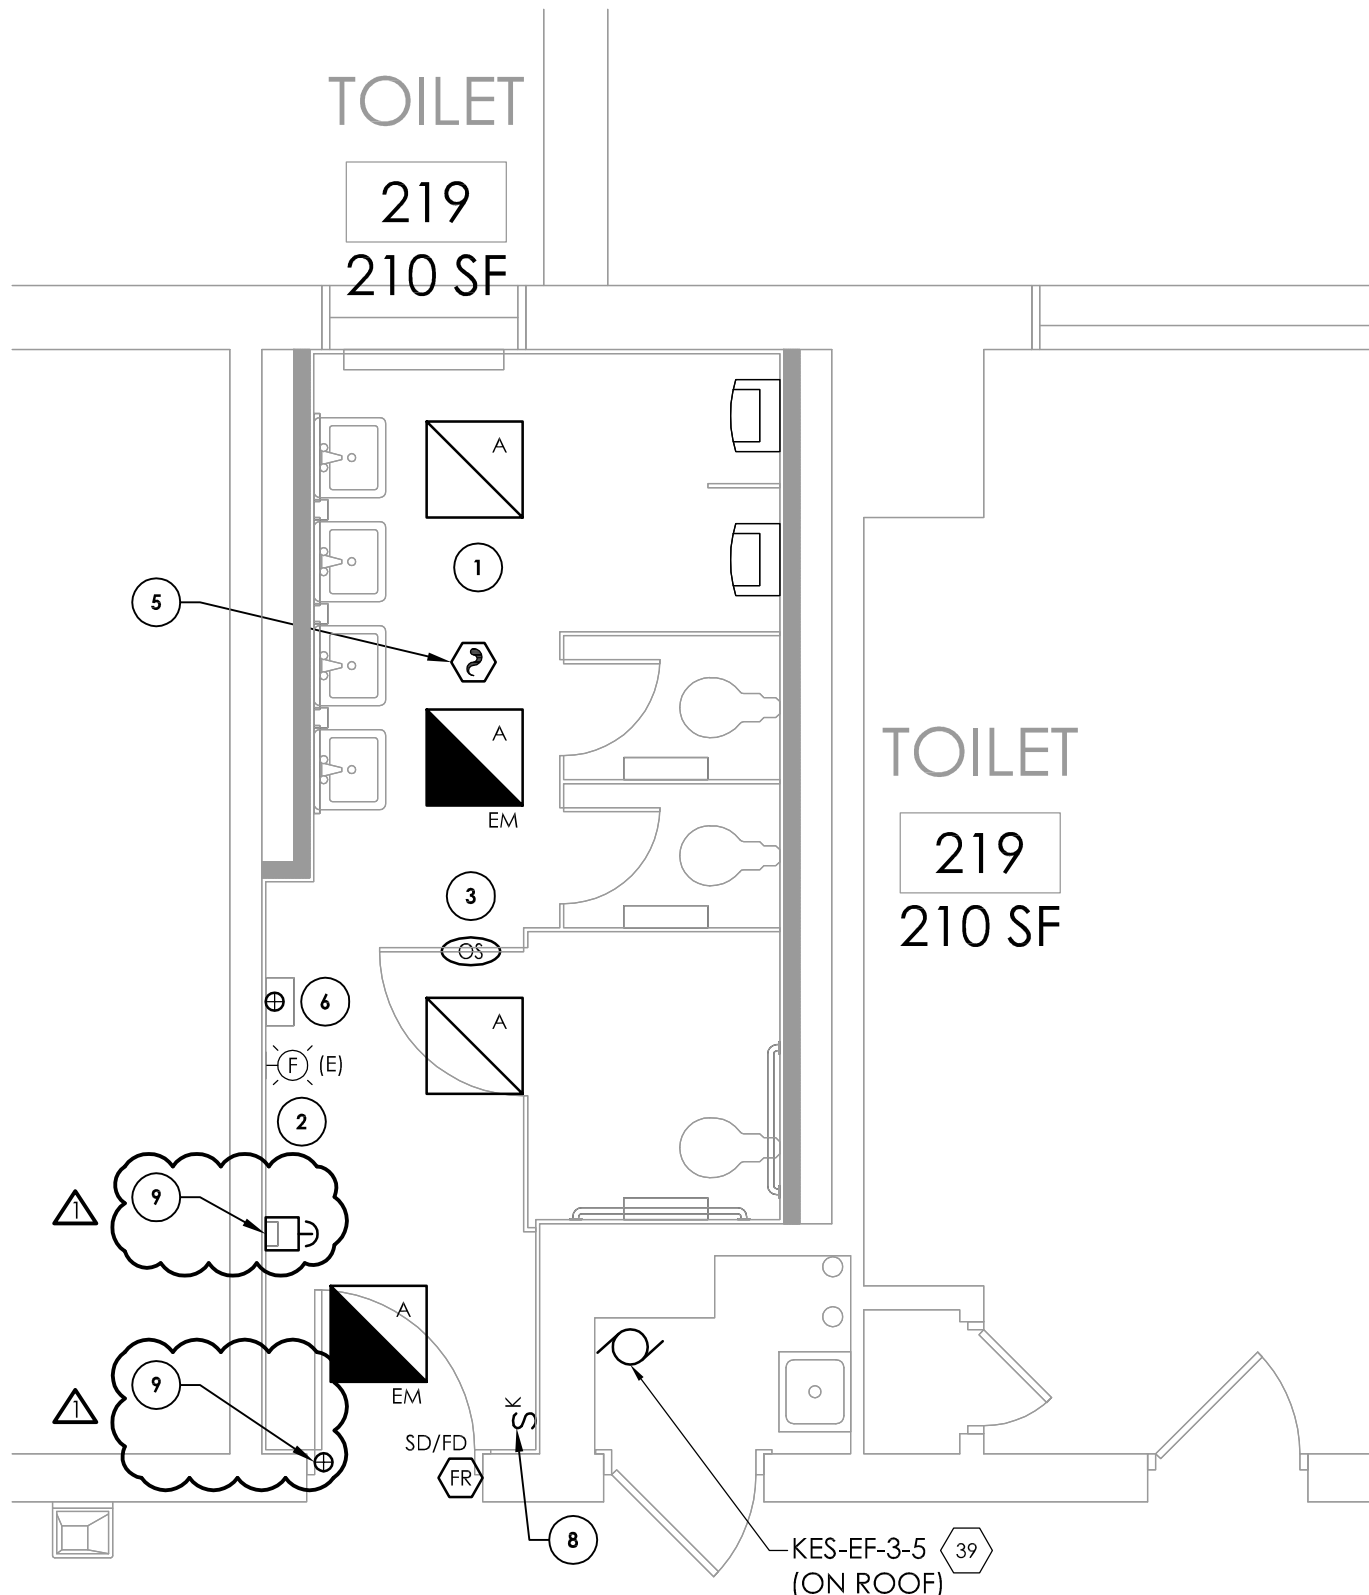 TOILET
219
210 SF
A
1
5
A
EM
3
OS
6
A
F (E)
2
1
9
A
EM
1
9
S K
SD/FD
FR
8
TOILET
219
210 SF
KES-EF-3-5 39
(ON ROOF)